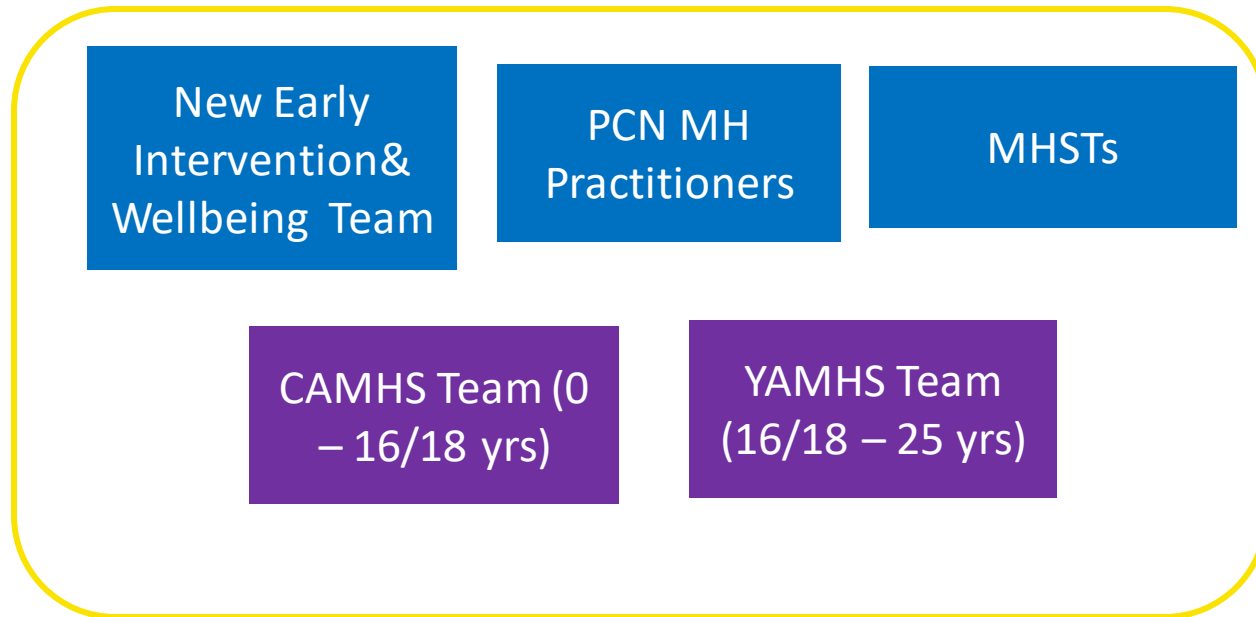 New Early
Intervention&
Wellbeing Team
PCN MH
Practitioners
MHSTs
CAMHS Team (0
– 16/18 yrs)
YAMHS Team
(16/18 – 25 yrs)